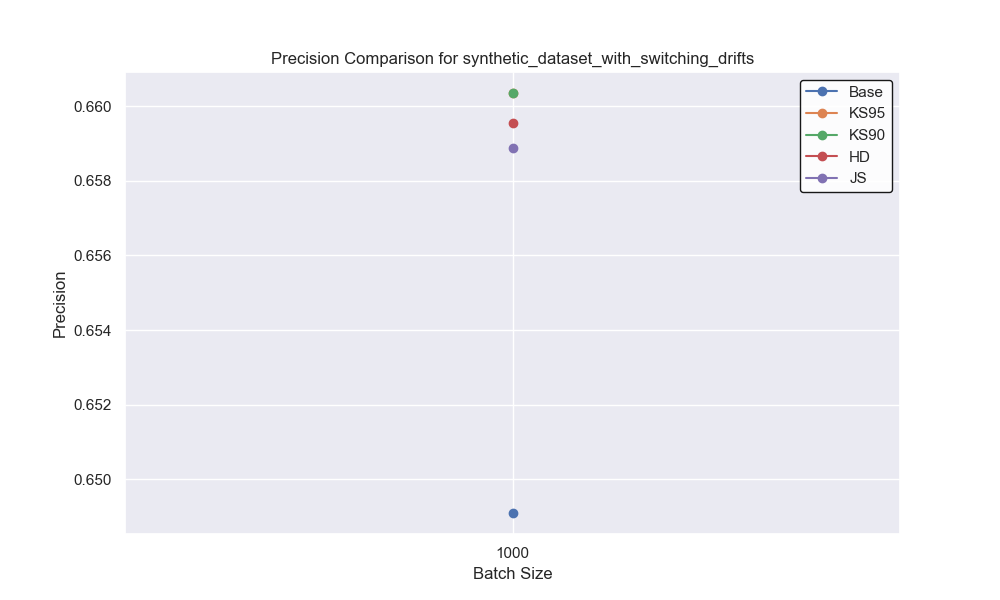 Precision Comparison for synthetic_dataset_with_switching_drifts
0.660
0.658
0.656
0.654
0.652
0.650
Precision
Base
KS95
KS90
HD
JS
1000
Batch Size